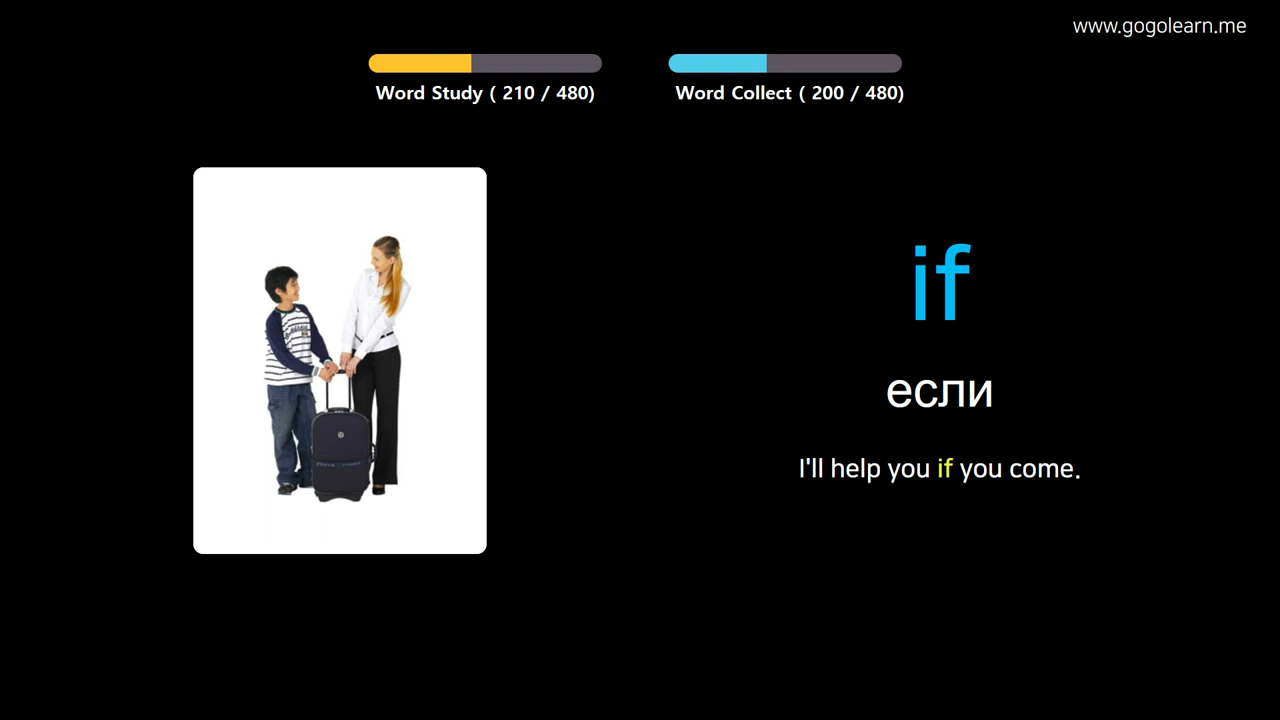 www.gogolearn.me
Word Study ( 210 / 480)
Word Collect ( 200 / 480)
if
если
I'll help you if you come.